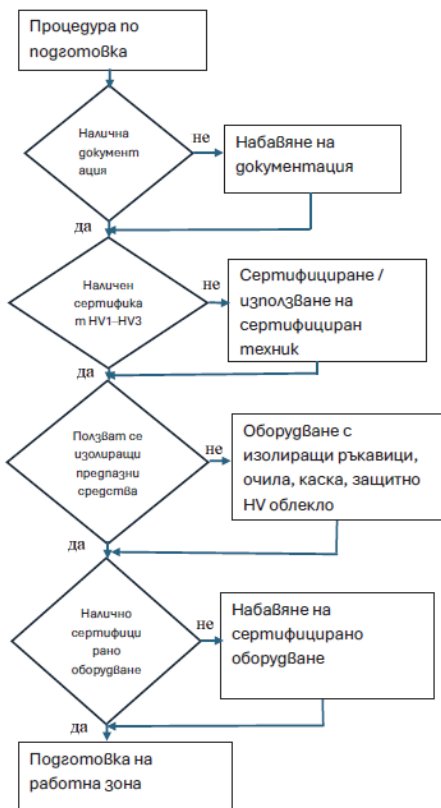 Процедура по
подготовка
Налична
документ
ация
не
Набавяне на
документация
да
Наличен
сертифика
т HV1–HV3
не
Сертифициране /
използване на
сертифициран
техник
да
Ползват се
изолиращи
предпазни
средства
не
Оборудване с
изолиращи ръкавици,
очила, каска, защитно
HV облекло
да
Налично
сертифици
рано
оборудване
не
Набавяне на
сертифицирано
оборудване
да
Подготовка на
работна зона